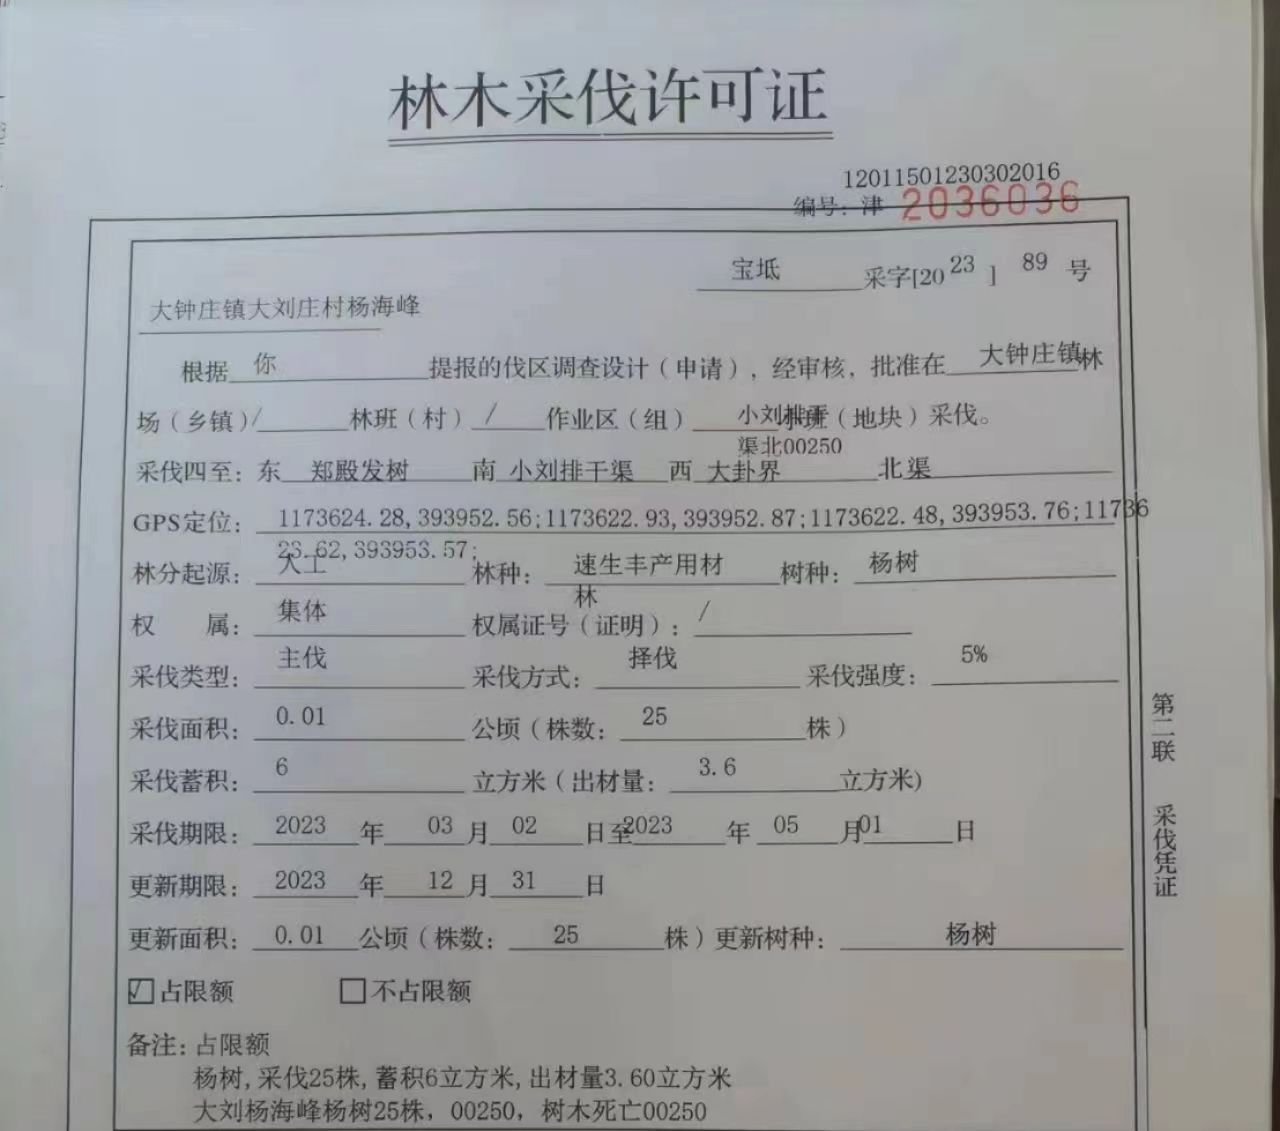 林木采伐许可证
12011501230302016
编号：津 2036036
宝坻 采字[2023] 89 号
大钟庄镇大刘庄村杨海峰
根据 你 提报的伐区调查设计（申请），经审核，批准在 大钟庄镇林
场（乡镇）/ 林班（村） / 作业区（组） 小刘排干小班（地块）采伐。
渠北00250
采伐四至：东 郑殿发树 南 小刘排干渠 西 大卦界 北渠
GPS定位： 1173624.28,393952.56;1173622.93,393952.87;1173622.48,393953.76;11736
23.62,393953.57;
林分起源： 人工 林种： 速生丰产用材 树种： 杨树
林
权 属： 集体 权属证号（证明）： /
采伐类型： 主伐 采伐方式： 择伐 采伐强度： 5%
采伐面积： 0.01 公顷（株数： 25 株）
采伐蓄积： 6 立方米（出材量： 3.6 立方米)
采伐期限： 2023 年 03 月 02 日至2023 年 05 月01 日
更新期限： 2023 年 12 月 31 日
更新面积： 0.01 公顷（株数： 25 株）更新树种： 杨树
☑占限额 □不占限额
备注：占限额
杨树,采伐25株,蓄积6立方米,出材量3.60立方米
大刘杨海峰杨树25株，00250，树木死亡00250
第二联 采伐凭证